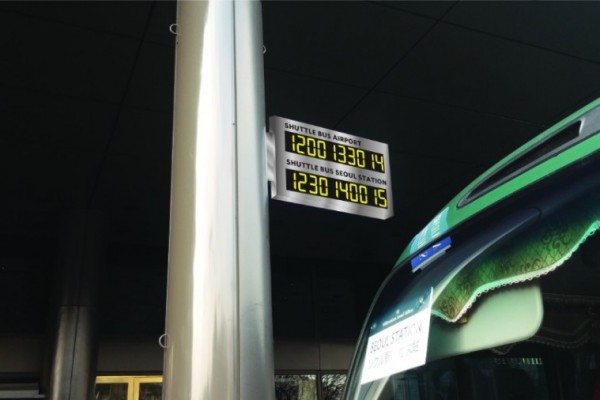 SHUTTLE BUS AIRPORT
1200 1330 14
SHUTTLE BUS SEOUL STATION
1230 1400 15
SEOUL STATION